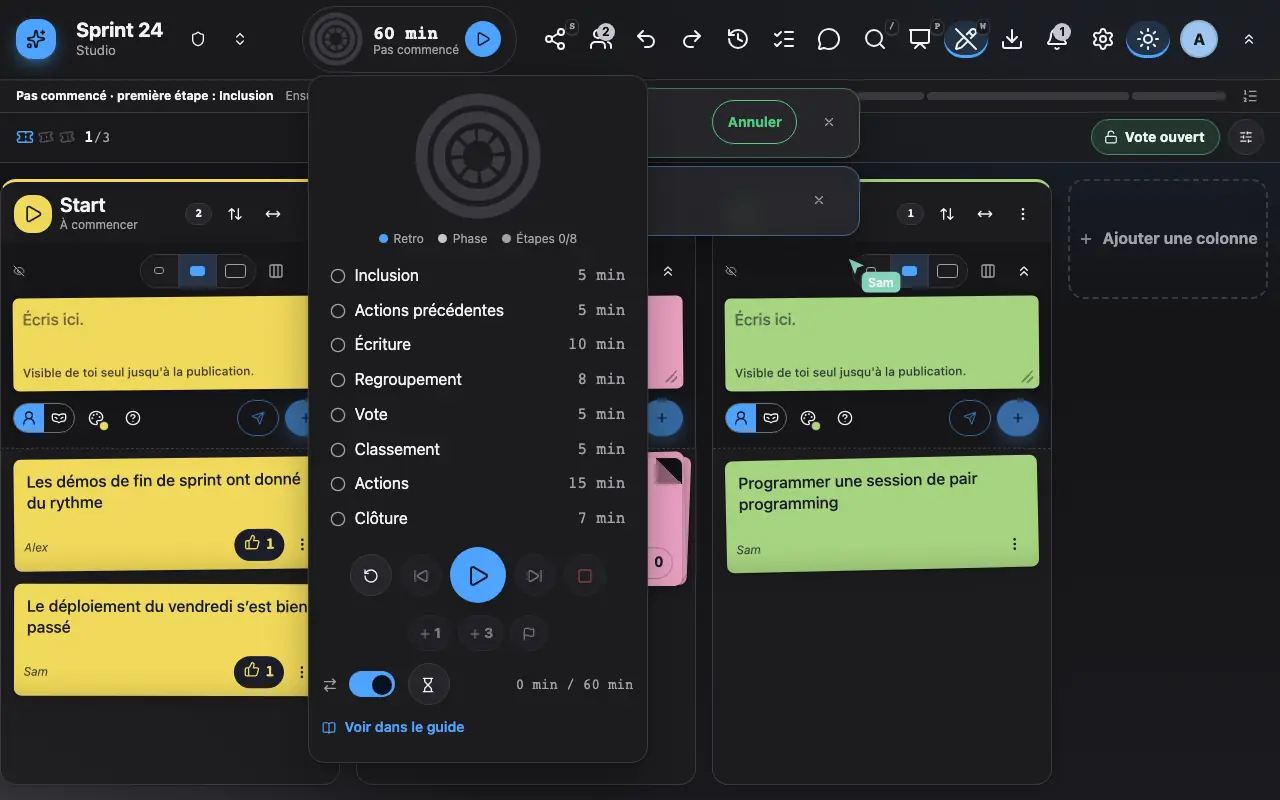 Sprint 24
Studio
60 min
Pas commencé
S
2
/
P
W
1
A
Pas commencé · première étape : Inclusion
1/3
Annuler
Vote ouvert
Start
À commencer
2
1
+ Ajouter une colonne
Retro
Phase
Étapes 0/8
Inclusion 5 min
Actions précédentes 5 min
Écriture 10 min
Regroupement 8 min
Vote 5 min
Classement 5 min
Actions 15 min
Clôture 7 min
+ 1
+ 3
0 min / 60 min
Voir dans le guide
Écris ici.
Visible de toi seul jusqu'à la publication.
Les démos de fin de sprint ont donné
du rythme
Alex
1
Le déploiement du vendredi s’est bien
passé
Sam
1
0
Sam
Écris ici.
Visible de toi seul jusqu'à la publication.
Programmer une session de pair
programming
Sam